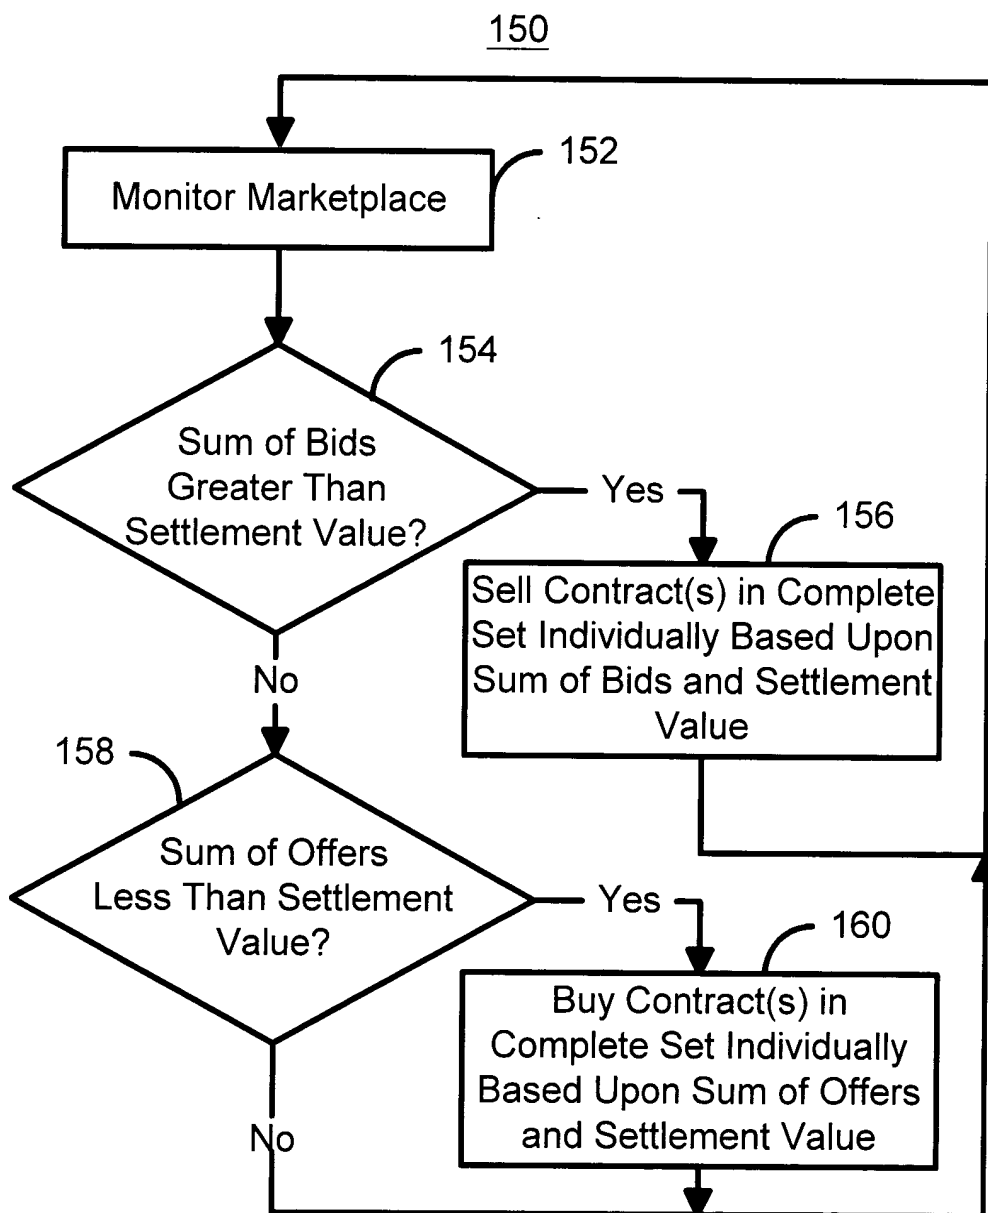 150
152
Monitor Marketplace
154
Sum of Bids
Greater Than
Settlement Value?
Yes
156
Sell Contract(s) in Complete
Set Individually Based Upon
Sum of Bids and Settlement
Value
No
158
Sum of Offers
Less Than Settlement
Value?
Yes
160
Buy Contract(s) in
Complete Set Individually
Based Upon Sum of Offers
and Settlement Value
No